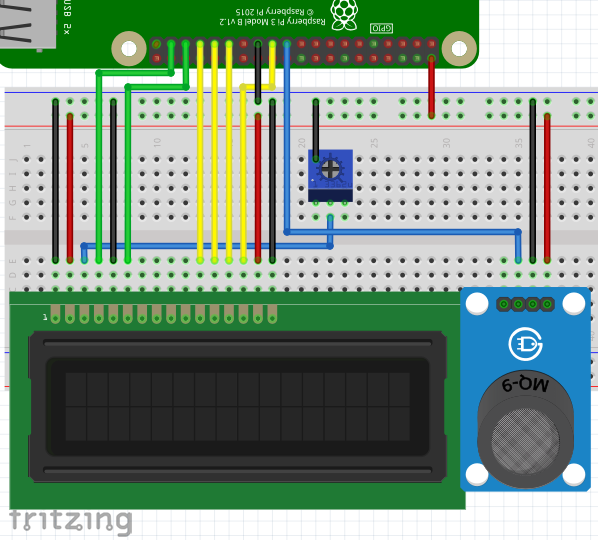 USB 2x
Raspberry Pi 3 Model B v1.2
© Raspberry Pi 2015
GPIO
1
5
10
20
25
30
35
40
J
I
H
G
F
E
D
1
MQ-9
fritzing